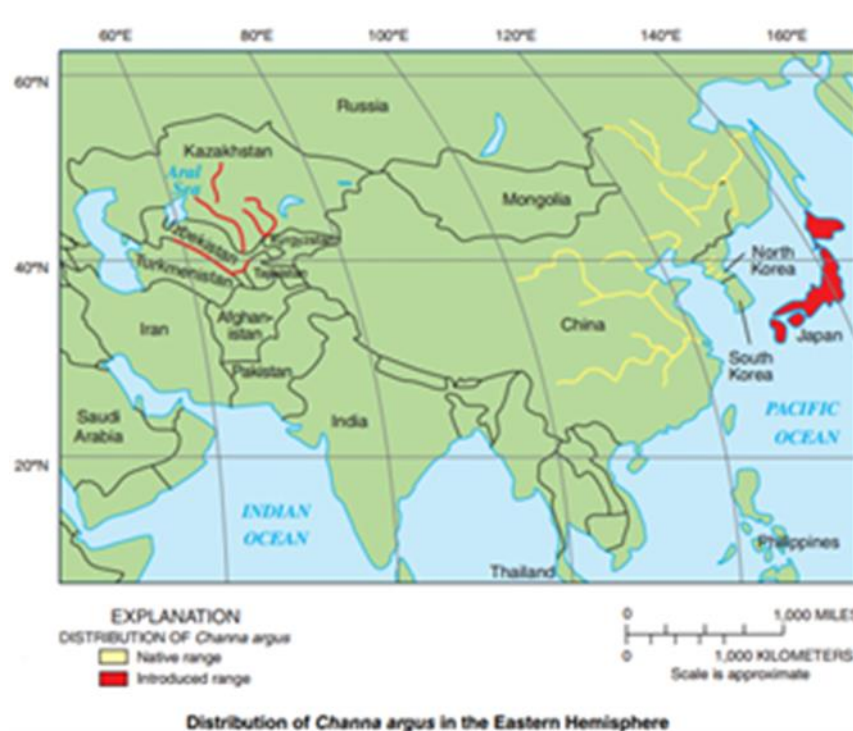 60°E 80°E 100°E 120°E 140°E 160°E
60°N
Russia
Kazakhstan
Aral
Sea
Mongolia
Uzbekistan
Kyrgyzstan
40°N
Turkmenistan
Tajikistan
North
Korea
Iran
Afghan-
istan
China
Japan
South
Korea
Pakistan
Saudi
Arabia
India
PACIFIC
OCEAN
20°N
INDIAN
OCEAN
Philippines
Thailand
EXPLANATION
DISTRIBUTION OF Channa argus
Native range
Introduced range
0 1,000 MILES
0 1,000 KILOMETERS
Scale is approximate
Distribution of Channa argus in the Eastern Hemisphere